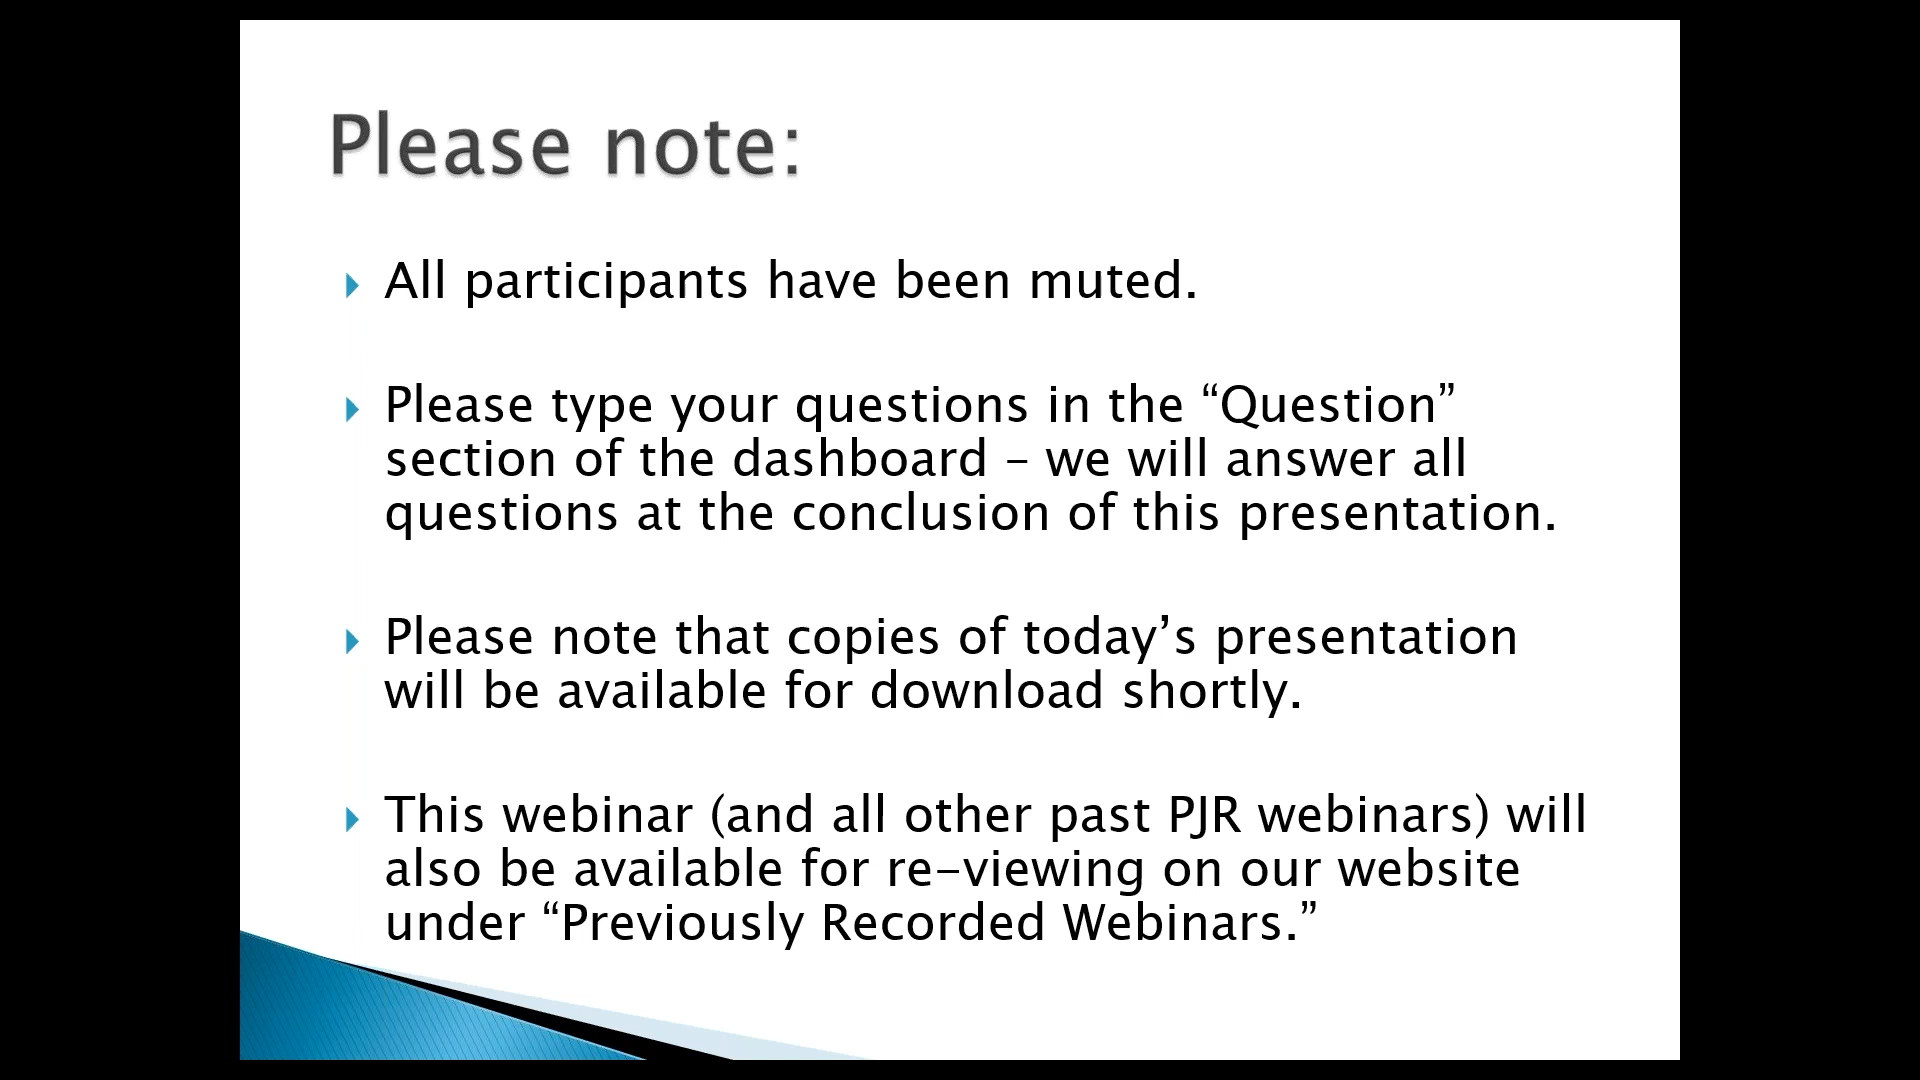 Please note:
All participants have been muted.
Please type your questions in the “Question”
section of the dashboard – we will answer all
questions at the conclusion of this presentation.
Please note that copies of today’s presentation
will be available for download shortly.
This webinar (and all other past PJR webinars) will
also be available for re-viewing on our website
under “Previously Recorded Webinars.”